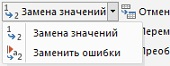 Замена значений
Отмен
Замена значений
Перем
Заменить ошибки
Преоб